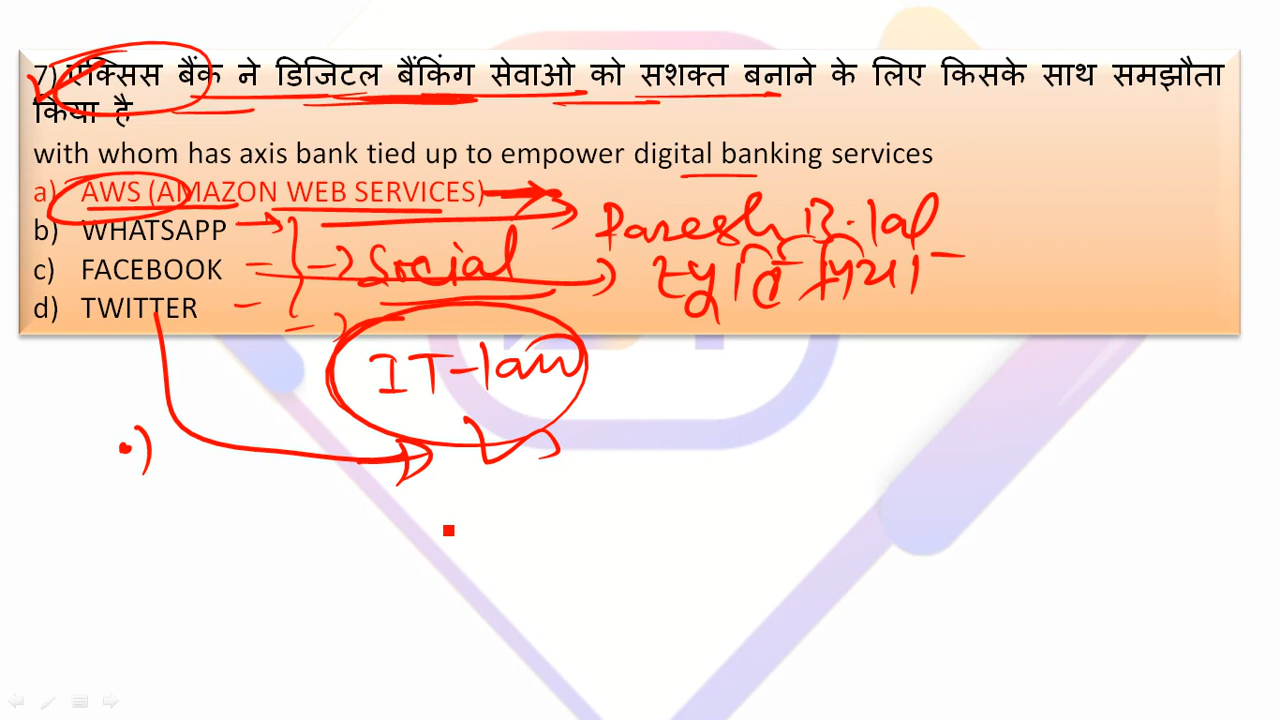 7) एक्सिस बैंक ने डिजिटल बैंकिंग सेवाओ को सशक्त बनाने के लिए किसके साथ समझौता
किया है
with whom has axis bank tied up to empower digital banking services
a) AWS (AMAZON WEB SERVICES)
b) WHATSAPP
Paresh B. lal
c) FACEBOOK
Social
d) TWITTER
IT-law